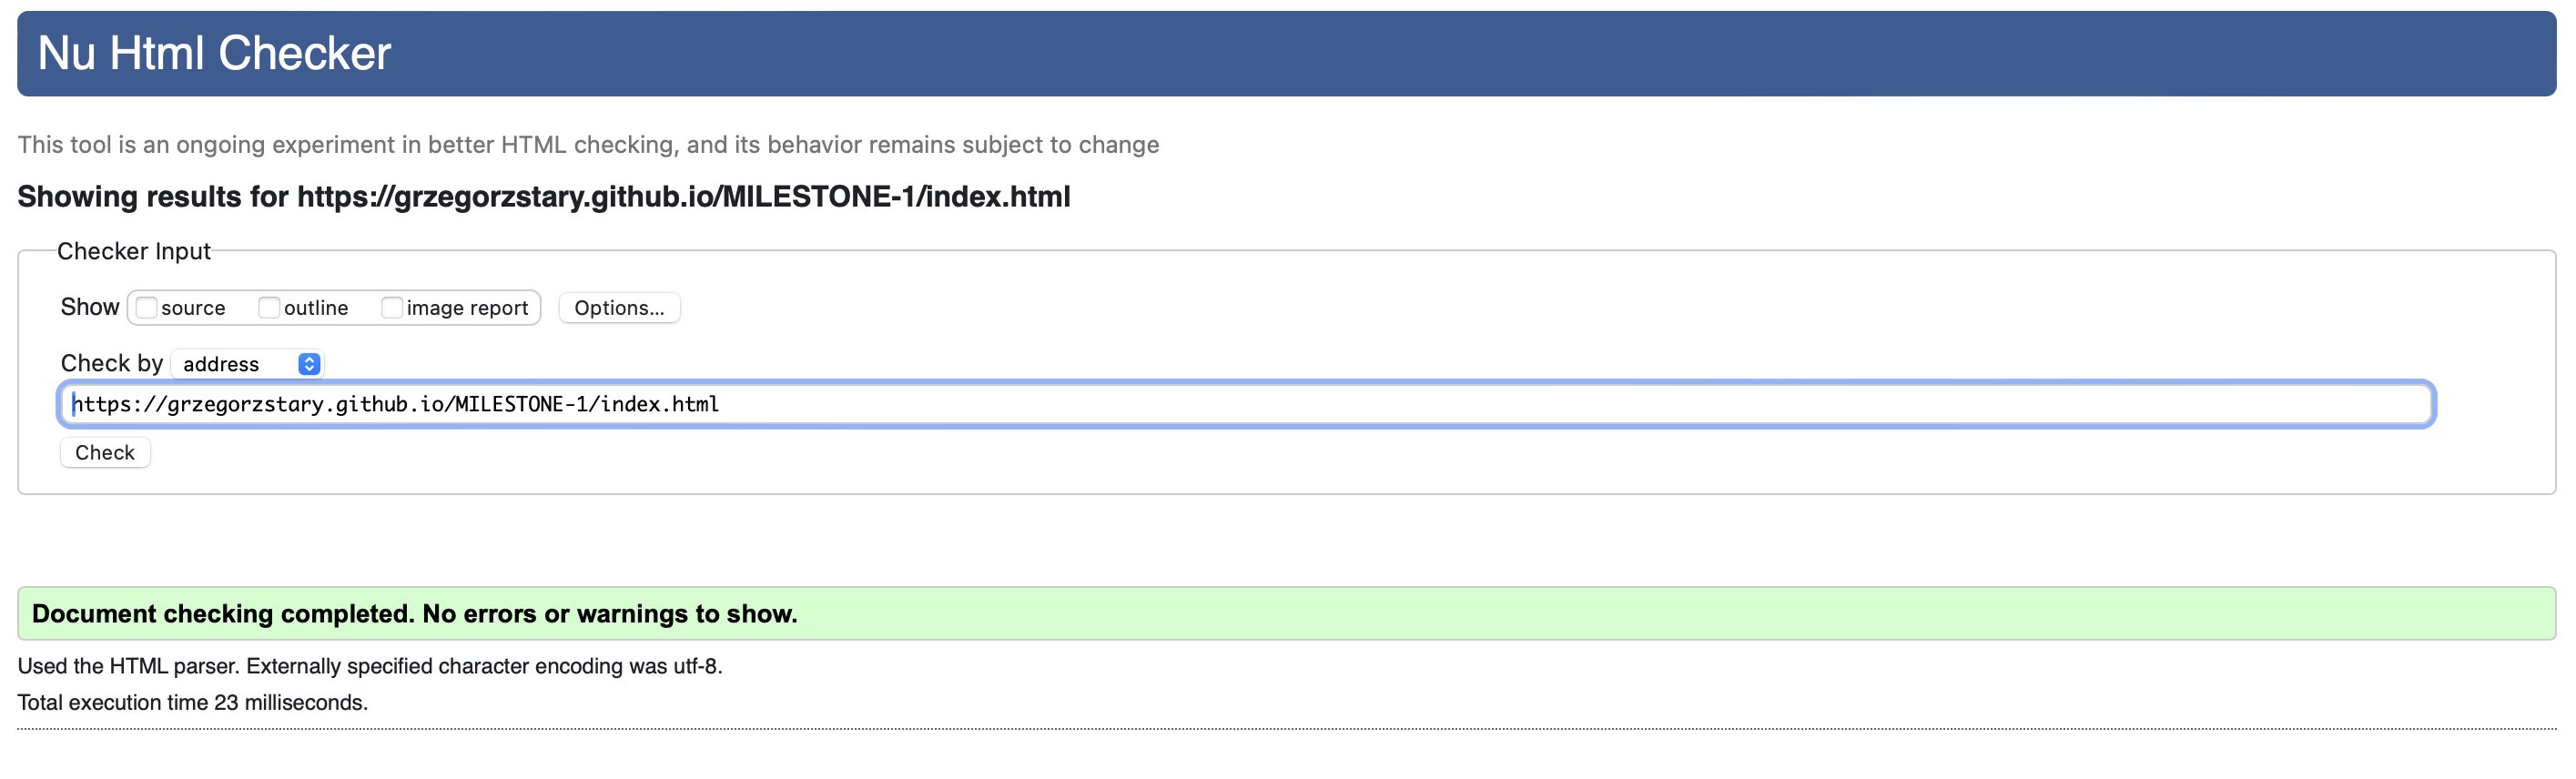 Nu Html Checker
This tool is an ongoing experiment in better HTML checking, and its behavior remains subject to change
Showing results for https://grzegorzstary.github.io/MILESTONE-1/index.html
Checker Input
Show source outline image report Options...
Check by address
https://grzegorzstary.github.io/MILESTONE-1/index.html
Check
Document checking completed. No errors or warnings to show.
Used the HTML parser. Externally specified character encoding was utf-8.
Total execution time 23 milliseconds.